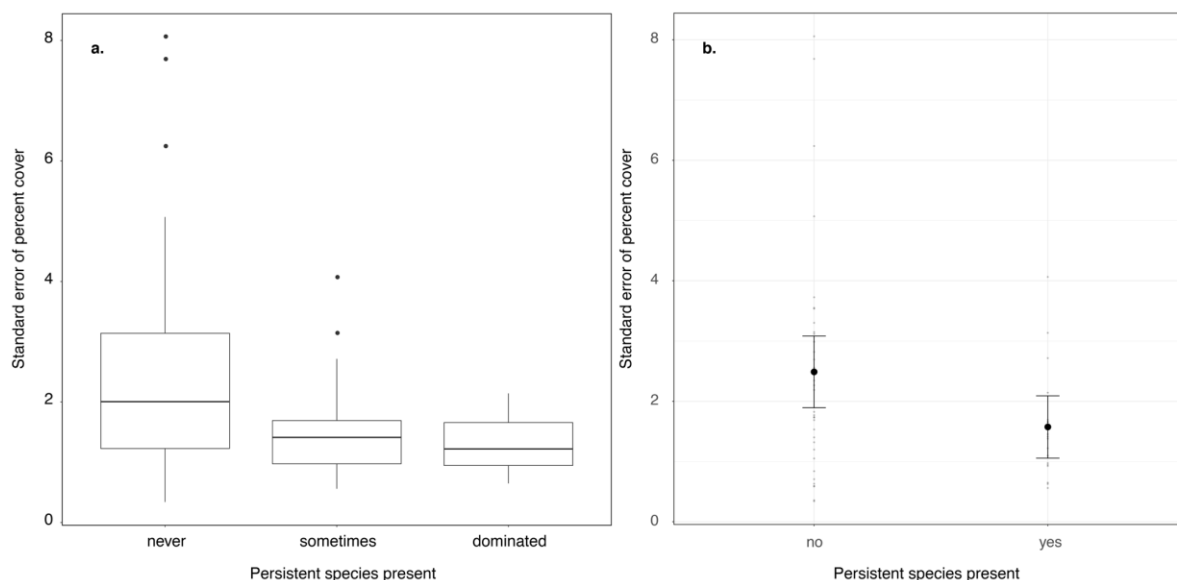 a.
Standard error of percent cover
8
6
4
2
0
never sometimes dominated
Persistent species present
b.
Standard error of percent cover
8
6
4
2
0
no yes
Persistent species present